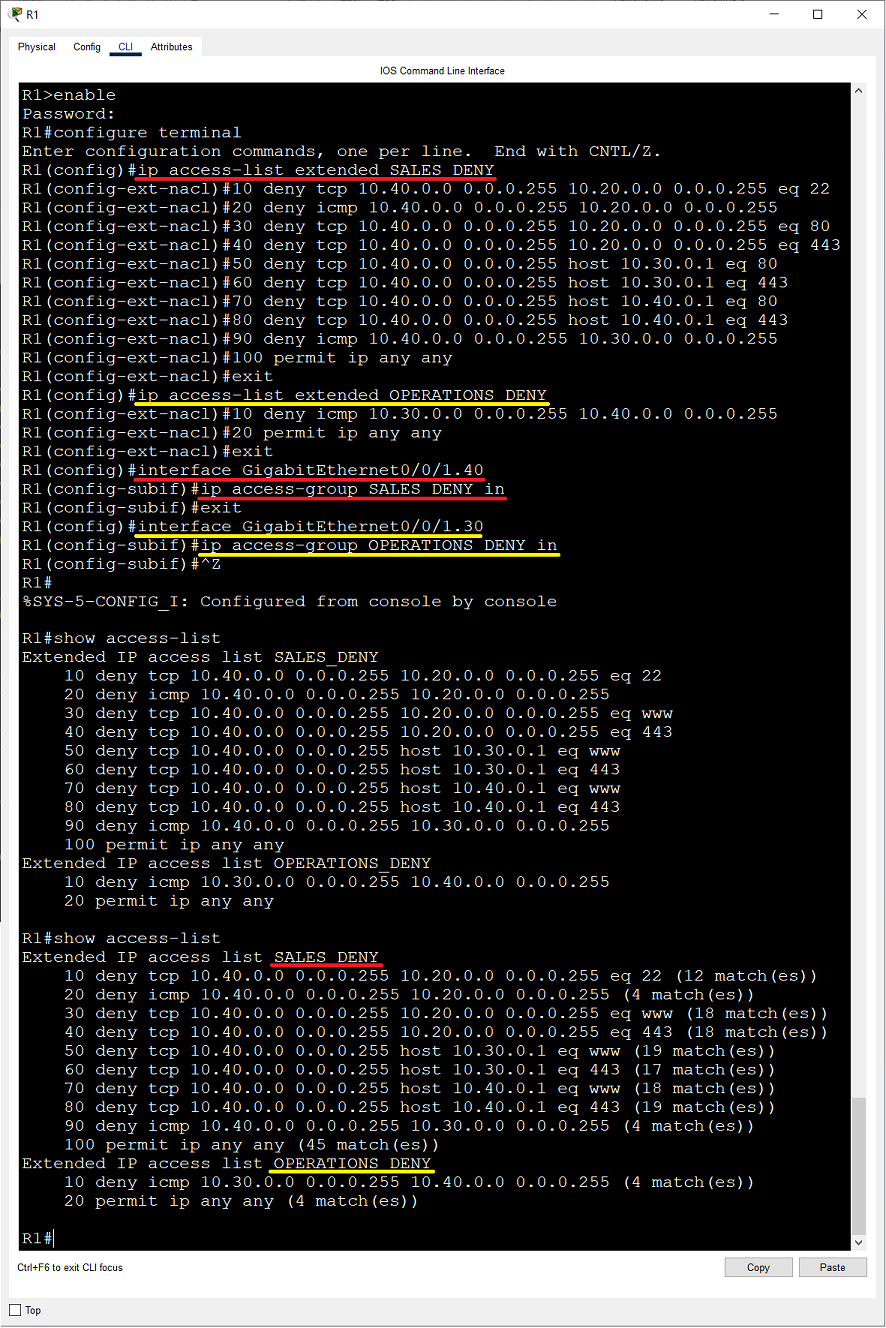 R1
Physical Config CLI Attributes
IOS Command Line Interface
R1>enable
Password:
R1#configure terminal
Enter configuration commands, one per line.  End with CNTL/Z.
R1(config)#ip access-list extended SALES_DENY
R1(config-ext-nacl)#10 deny tcp 10.40.0.0 0.0.0.255 10.20.0.0 0.0.0.255 eq 22
R1(config-ext-nacl)#20 deny icmp 10.40.0.0 0.0.0.255 10.20.0.0 0.0.0.255
R1(config-ext-nacl)#30 deny tcp 10.40.0.0 0.0.0.255 10.20.0.0 0.0.0.255 eq 80
R1(config-ext-nacl)#40 deny tcp 10.40.0.0 0.0.0.255 10.20.0.0 0.0.0.255 eq 443
R1(config-ext-nacl)#50 deny tcp 10.40.0.0 0.0.0.255 host 10.30.0.1 eq 80
R1(config-ext-nacl)#60 deny tcp 10.40.0.0 0.0.0.255 host 10.30.0.1 eq 443
R1(config-ext-nacl)#70 deny tcp 10.40.0.0 0.0.0.255 host 10.40.0.1 eq 80
R1(config-ext-nacl)#80 deny tcp 10.40.0.0 0.0.0.255 host 10.40.0.1 eq 443
R1(config-ext-nacl)#90 deny icmp 10.40.0.0 0.0.0.255 10.30.0.0 0.0.0.255
R1(config-ext-nacl)#100 permit ip any any
R1(config-ext-nacl)#exit
R1(config)#ip access-list extended OPERATIONS_DENY
R1(config-ext-nacl)#10 deny icmp 10.30.0.0 0.0.0.255 10.40.0.0 0.0.0.255
R1(config-ext-nacl)#20 permit ip any any
R1(config-ext-nacl)#exit
R1(config)#interface GigabitEthernet0/0/1.40
R1(config-subif)#ip access-group SALES_DENY in
R1(config-subif)#exit
R1(config)#interface GigabitEthernet0/0/1.30
R1(config-subif)#ip access-group OPERATIONS_DENY in
R1(config-subif)#^Z
R1#
%SYS-5-CONFIG_I: Configured from console by console
R1#show access-list
Extended IP access list SALES_DENY
10 deny tcp 10.40.0.0 0.0.0.255 10.20.0.0 0.0.0.255 eq 22
20 deny icmp 10.40.0.0 0.0.0.255 10.20.0.0 0.0.0.255
30 deny tcp 10.40.0.0 0.0.0.255 10.20.0.0 0.0.0.255 eq www
40 deny tcp 10.40.0.0 0.0.0.255 10.20.0.0 0.0.0.255 eq 443
50 deny tcp 10.40.0.0 0.0.0.255 host 10.30.0.1 eq www
60 deny tcp 10.40.0.0 0.0.0.255 host 10.30.0.1 eq 443
70 deny tcp 10.40.0.0 0.0.0.255 host 10.40.0.1 eq www
80 deny tcp 10.40.0.0 0.0.0.255 host 10.40.0.1 eq 443
90 deny icmp 10.40.0.0 0.0.0.255 10.30.0.0 0.0.0.255
100 permit ip any any
Extended IP access list OPERATIONS_DENY
10 deny icmp 10.30.0.0 0.0.0.255 10.40.0.0 0.0.0.255
20 permit ip any any
R1#show access-list
Extended IP access list SALES_DENY
10 deny tcp 10.40.0.0 0.0.0.255 10.20.0.0 0.0.0.255 eq 22 (12 match(es))
20 deny icmp 10.40.0.0 0.0.0.255 10.20.0.0 0.0.0.255 (4 match(es))
30 deny tcp 10.40.0.0 0.0.0.255 10.20.0.0 0.0.0.255 eq www (18 match(es))
40 deny tcp 10.40.0.0 0.0.0.255 10.20.0.0 0.0.0.255 eq 443 (18 match(es))
50 deny tcp 10.40.0.0 0.0.0.255 host 10.30.0.1 eq www (19 match(es))
60 deny tcp 10.40.0.0 0.0.0.255 host 10.30.0.1 eq 443 (17 match(es))
70 deny tcp 10.40.0.0 0.0.0.255 host 10.40.0.1 eq www (18 match(es))
80 deny tcp 10.40.0.0 0.0.0.255 host 10.40.0.1 eq 443 (19 match(es))
90 deny icmp 10.40.0.0 0.0.0.255 10.30.0.0 0.0.0.255 (4 match(es))
100 permit ip any any (45 match(es))
Extended IP access list OPERATIONS_DENY
10 deny icmp 10.30.0.0 0.0.0.255 10.40.0.0 0.0.0.255 (4 match(es))
20 permit ip any any (4 match(es))
R1#
Ctrl+F6 to exit CLI focus
Copy Paste
Top